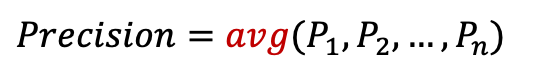 Precision = avg(P₁, P₂, ..., Pₙ)